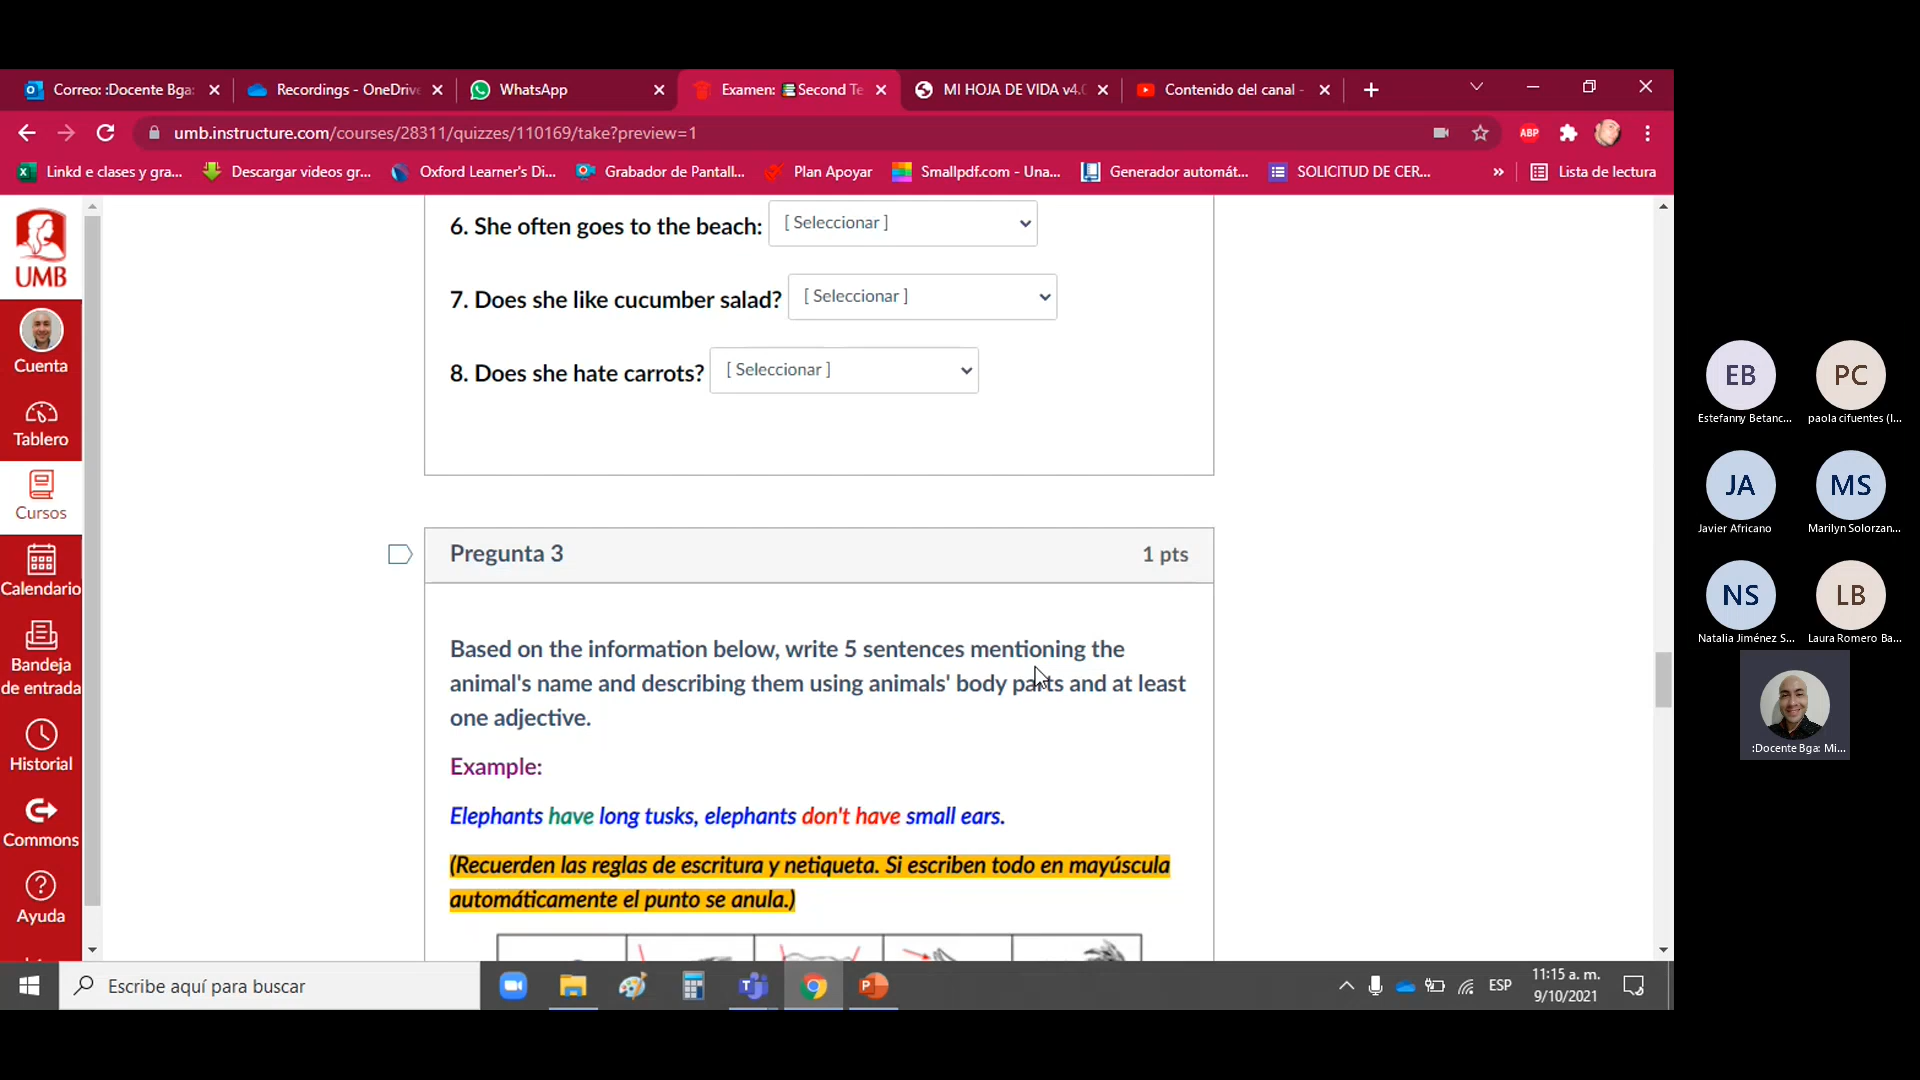 Correo: :Docente Bga:
Recordings - OneDrive
WhatsApp
Examen: Second Te
MI HOJA DE VIDA v4.0
Contenido del canal -
umb.instructure.com/courses/28311/quizzes/110169/take?preview=1
ABP
Linkd e clases y gra...
Descargar videos gr...
Oxford Learner's Di...
Grabador de Pantall...
Plan Apoyar
Smallpdf.com - Una...
Generador automát...
SOLICITUD DE CER...
»
Lista de lectura
UMB
Cuenta
Tablero
Cursos
Calendario
Bandeja
de entrada
Historial
Commons
Ayuda
6. She often goes to the beach: [ Seleccionar ]
7. Does she like cucumber salad? [ Seleccionar ]
8. Does she hate carrots? [ Seleccionar ]
Pregunta 3 1 pts
Based on the information below, write 5 sentences mentioning the
animal's name and describing them using animals' body parts and at least
one adjective.
Example:
Elephants have long tusks, elephants don't have small ears.
(Recuerden las reglas de escritura y netiqueta. Si escriben todo en mayúscula
automáticamente el punto se anula.)
EB
Estefanny Betanc...
PC
paola cifuentes (I...
JA
Javier Africano
MS
Marilyn Solorzan...
NS
Natalia Jiménez S...
LB
Laura Romero Ba...
:Docente Bga: Mi...
Escribe aquí para buscar
ESP
11:15 a. m.
9/10/2021